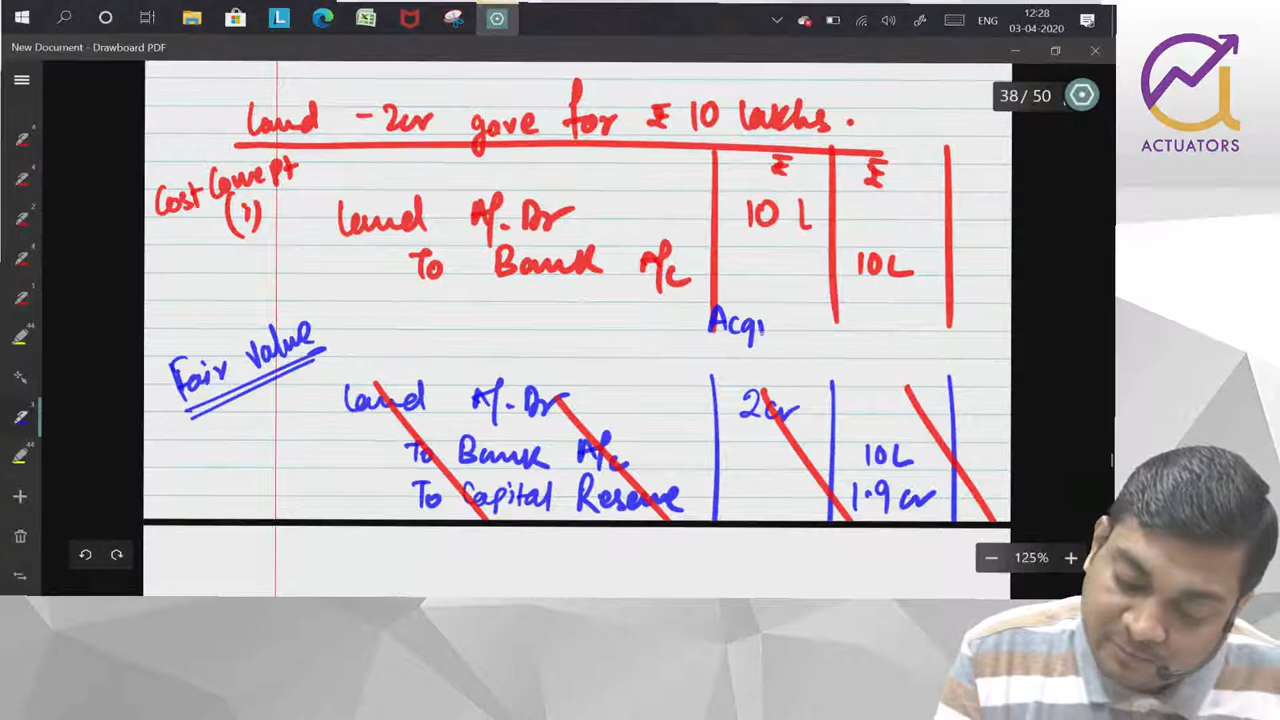 12:28
ENG
03-04-2020
New Document - Drawboard PDF
38 / 50
ACTUATORS
Land - 2cr gave for ₹ 10 lakhs.
Cost Concept
(i)
₹ ₹
Land A/c. Dr 10 L
To Bank A/c 10L
Acqu
Fair Value
Land A/c. Dr 2cr
To Bank A/c 10L
To Capital Reserve 1.9 cr
125%